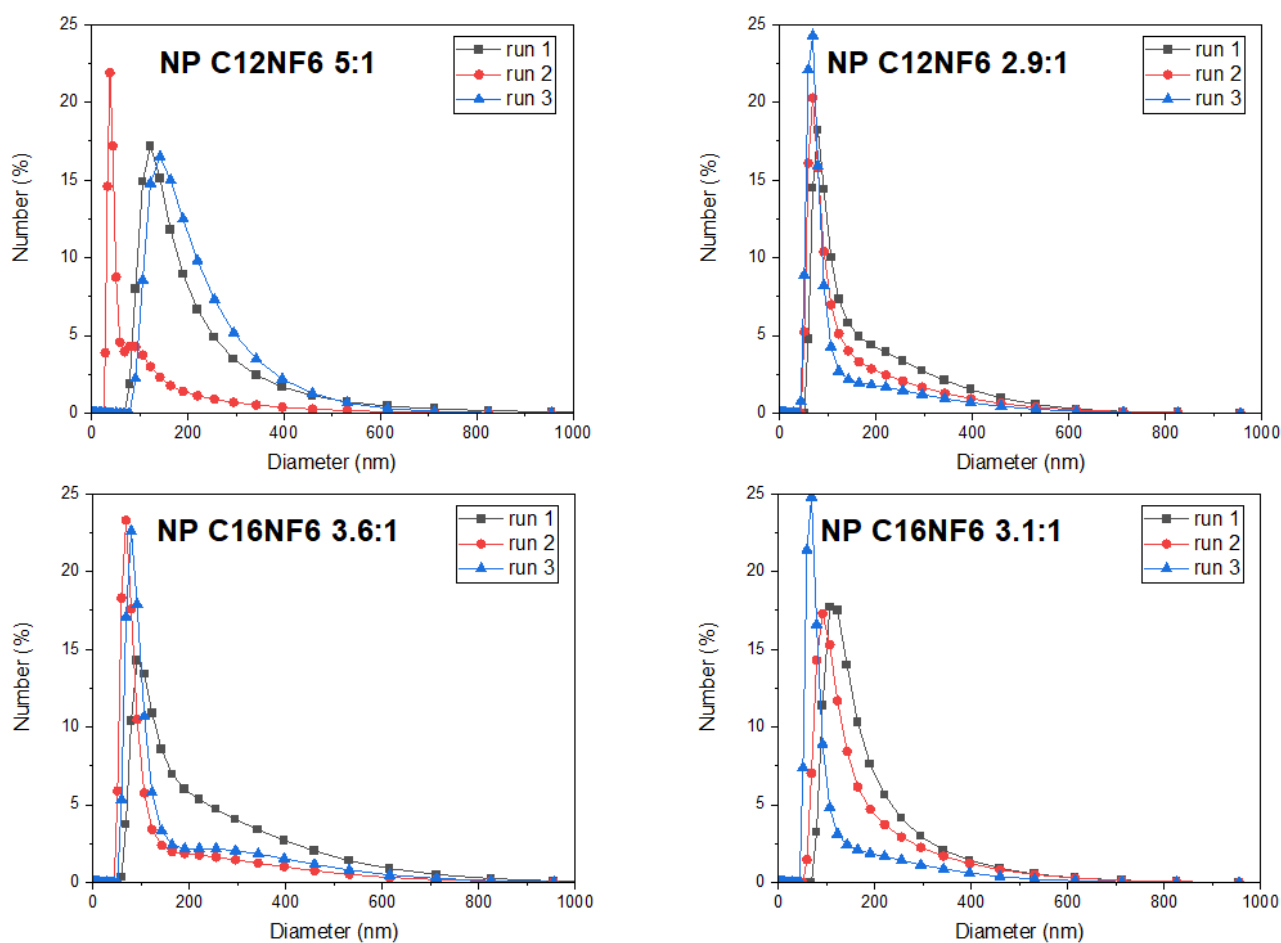 NP C12NF6 5:1
run 1
run 2
run 3
Number (%)
25
20
15
10
5
0
0 200 400 600 800 1000
Diameter (nm)
NP C12NF6 2.9:1
run 1
run 2
run 3
Number (%)
25
20
15
10
5
0
0 200 400 600 800 1000
Diameter (nm)
NP C16NF6 3.6:1
run 1
run 2
run 3
Number (%)
25
20
15
10
5
0
0 200 400 600 800 1000
Diameter (nm)
NP C16NF6 3.1:1
run 1
run 2
run 3
Number (%)
25
20
15
10
5
0
0 200 400 600 800 1000
Diameter (nm)